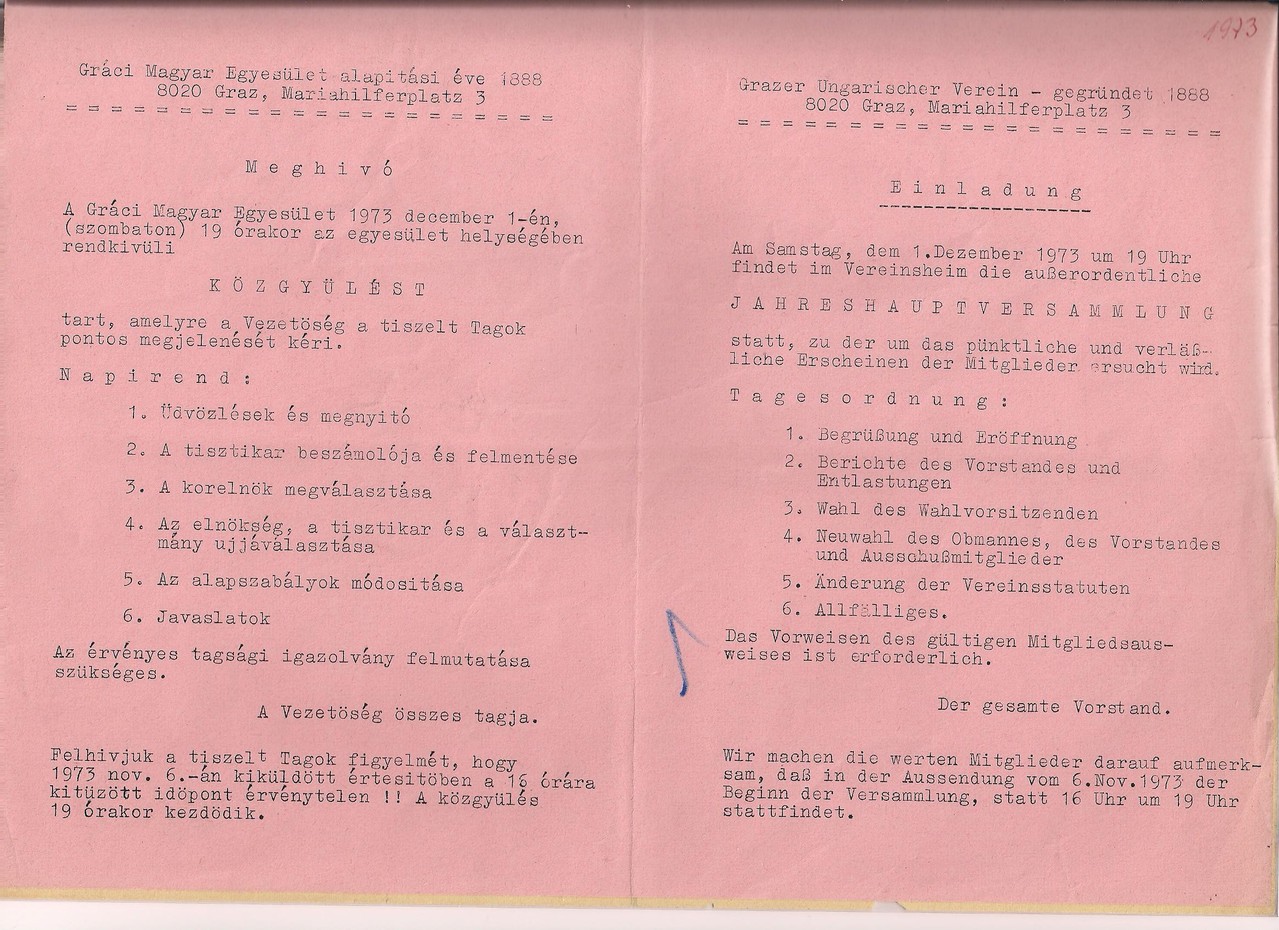 1973
Gráci Magyar Egyesület alapitási éve 1888
8020 Graz, Mariahilferplatz 3
= = = = = = = = = = = = = = = = = = = = = = = = = =
M e g h i v ó
A Gráci Magyar Egyesület 1973 december 1-én,
(szombaton) 19 órakor az egyesület helységében
rendkivüli
K Ö Z G Y Ü L É S T
tart, amelyre a Vezetöség a tiszelt Tagok
pontos megjelenését kéri.
N a p i r e n d :
1. Üdvözlések és megnyitó
2. A tisztikar beszámolója és felmentése
3. A korelnök megválasztása
4. Az elnökség, a tisztikar és a választ-
mány ujjáválasztása
5. Az alapszabályok módositása
6. Javaslatok
Az érvényes tagsági igazolvány felmutatása
szükséges.
A Vezetöség összes tagja.
Felhivjuk a tiszelt Tagok figyelmét, hogy
1973 nov. 6.-án kiküldött értesitöben a 16 órára
kitüzött idöpont érvénytelen !! A közgyülés
19 órakor kezdödik.
Grazer Ungarischer Verein - gegründet 1888
8020 Graz, Mariahilferplatz 3
= = = = = = = = = = = = = = = = = = = = = = = = = =
E i n l a d u n g
---------------------
Am Samstag, dem 1.Dezember 1973 um 19 Uhr
findet im Vereinsheim die außerordentliche
J A H R E S H A U P T V E R S A M M L U N G
statt, zu der um das pünktliche und verläß-
liche Erscheinen der Mitglieder ersucht wird.
T a g e s o r d n u n g :
1. Begrüßung und Eröffnung
2. Berichte des Vorstandes und
Entlastungen
3. Wahl des Wahlvorsitzenden
4. Neuwahl des Obmannes, des Vorstandes
und Ausschußmitglieder
5. Änderung der Vereinsstatuten
6. Allfälliges.
Das Vorweisen des gültigen Mitgliedsaus-
weises ist erforderlich.
Der gesamte Vorstand.
Wir machen die werten Mitglieder darauf aufmerk-
sam, daß in der Aussendung vom 6.Nov.1973 der
Beginn der Versammlung, statt 16 Uhr um 19 Uhr
stattfindet.